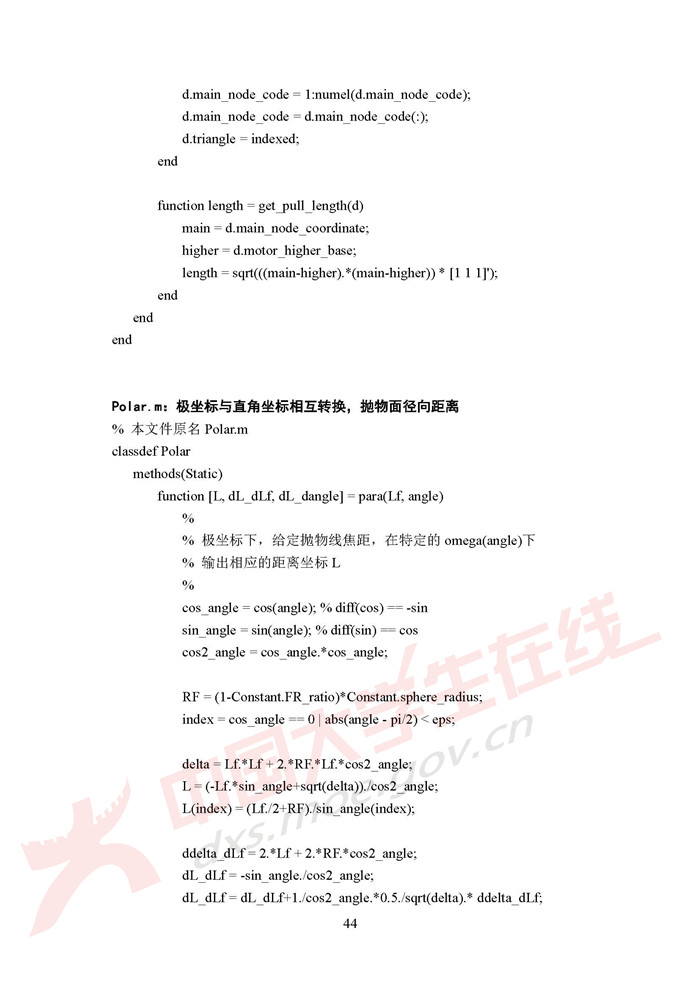 d.main_node_code = 1:numel(d.main_node_code);
d.main_node_code = d.main_node_code(:);
d.triangle = indexed;
end
function length = get_pull_length(d)
main = d.main_node_coordinate;
higher = d.motor_higher_base;
length = sqrt(((main-higher).*(main-higher)) * [1 1 1]');
end
end
end
Polar.m：极坐标与直角坐标相互转换，抛物面径向距离
% 本文件原名 Polar.m
classdef Polar
methods(Static)
function [L, dL_dLf, dL_dangle] = para(Lf, angle)
%
% 极坐标下，给定抛物线焦距，在特定的 omega(angle)下
% 输出相应的距离坐标 L
%
cos_angle = cos(angle); % diff(cos) == -sin
sin_angle = sin(angle); % diff(sin) == cos
cos2_angle = cos_angle.*cos_angle;
RF = (1-Constant.FR_ratio)*Constant.sphere_radius;
index = cos_angle == 0 | abs(angle - pi/2) < eps;
delta = Lf.*Lf + 2.*RF.*Lf.*cos2_angle;
L = (-Lf.*sin_angle+sqrt(delta))./cos2_angle;
L(index) = (Lf./2+RF)./sin_angle(index);
ddelta_dLf = 2.*Lf + 2.*RF.*cos2_angle;
dL_dLf = -sin_angle./cos2_angle;
dL_dLf = dL_dLf+1./cos2_angle.*0.5./sqrt(delta).* ddelta_dLf;
44
中国大学生在线
dxs.moe.gov.cn